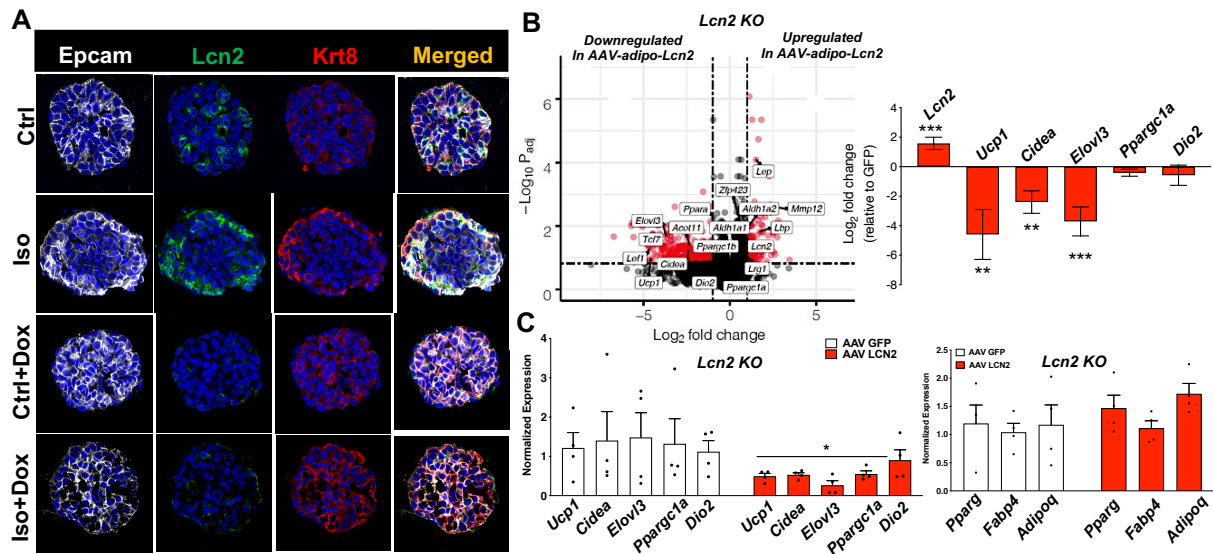 A
Epcam
Lcn2
Krt8
Merged
Ctrl
Iso
Ctrl+Dox
Iso+Dox
B
Lcn2 KO
Downregulated
In AAV-adipo-Lcn2
Upregulated
In AAV-adipo-Lcn2
−Log10 Padj
6
4
2
0
Lep
Zfp423
Ppara
Aldh1a2
Mmp12
Elovl3
Acot11
Aldh1a1
Lbp
Tcf7
Ppargc1b
Lcn2
Lef1
Cidea
Lrg1
Ucp1
Dio2
Ppargc1a
−5
0
5
Log2 fold change
Log2 fold change
(relative to GFP)
4
2
0
-2
-4
-6
-8
Lcn2
Ucp1
Cidea
Elovl3
Ppargc1a
Dio2
***
**
**
***
C
Lcn2 KO
AAV GFP
AAV LCN2
Normalized Expression
4
3
2
1
0
*
Ucp1
Cidea
Elovl3
Ppargc1a
Dio2
Ucp1
Cidea
Elovl3
Ppargc1a
Dio2
Lcn2 KO
AAV GFP
AAV LCN2
Normalized Expression
2.5
2.0
1.5
1.0
0.5
0.0
Pparg
Fabp4
Adipoq
Pparg
Fabp4
Adipoq